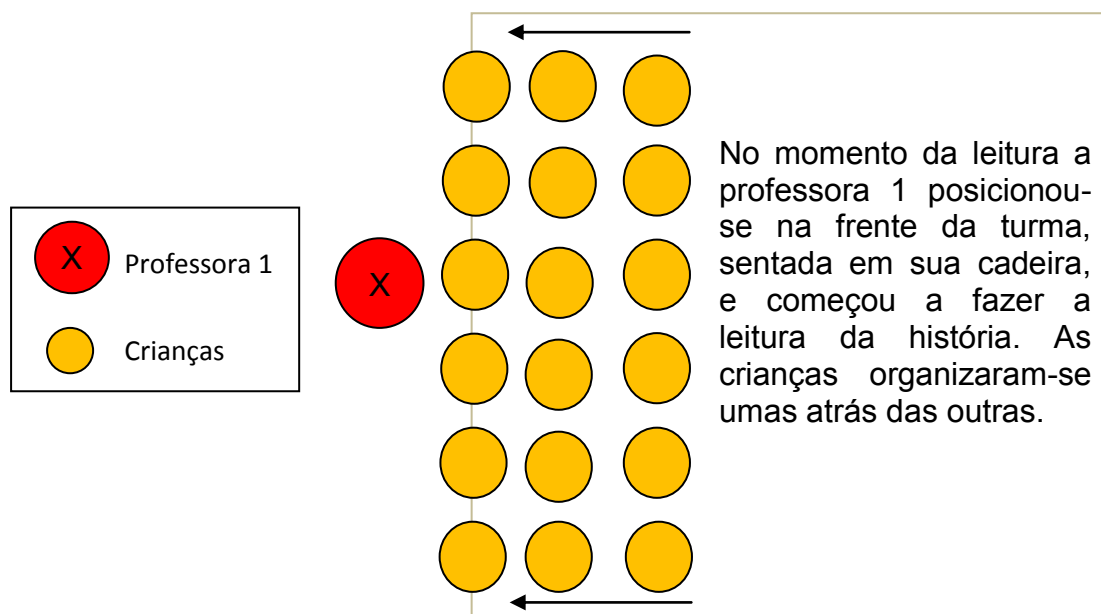 X Professora 1
Crianças
X
No momento da leitura a
professora 1 posicionou-
se na frente da turma,
sentada em sua cadeira,
e começou a fazer a
leitura da história. As
crianças organizaram-se
umas atrás das outras.